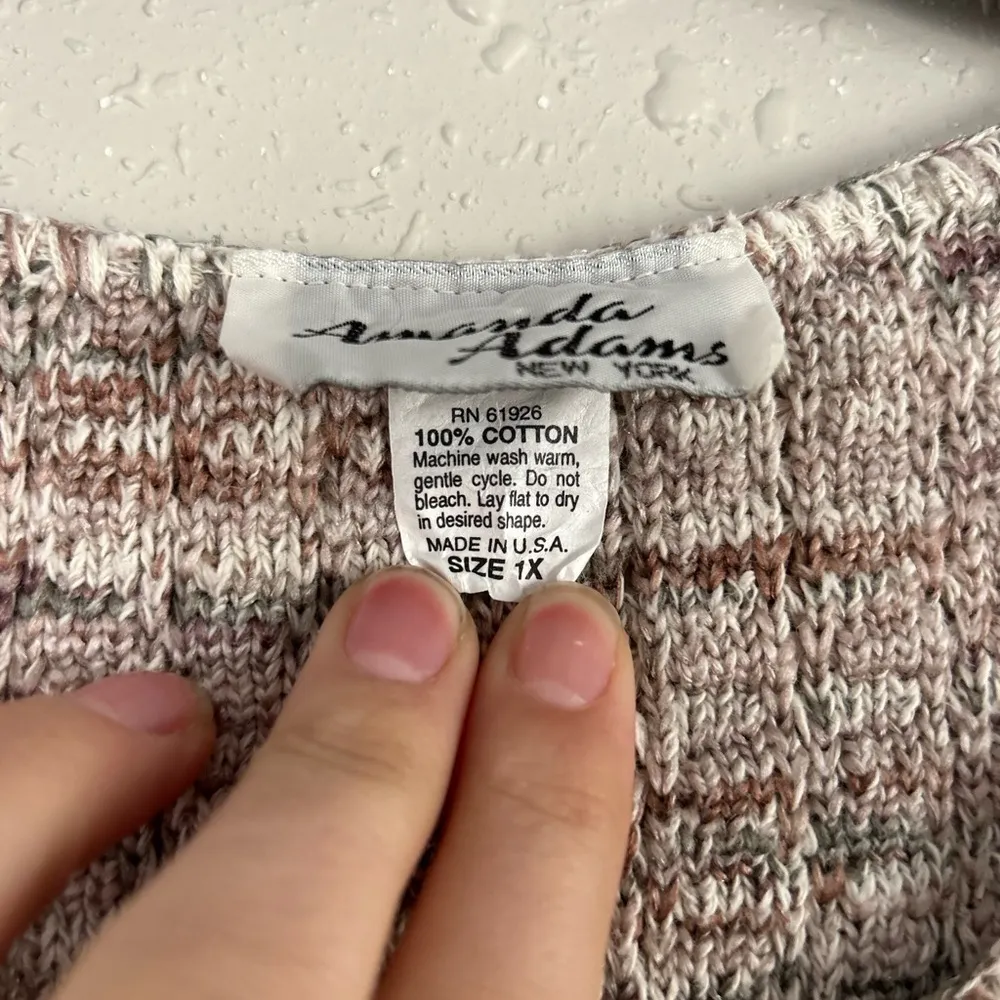 Amanda
Adams
NEW YORK
RN 61926
100% COTTON
Machine wash warm,
gentle cycle. Do not
bleach. Lay flat to dry
in desired shape.
MADE IN U.S.A.
SIZE 1X